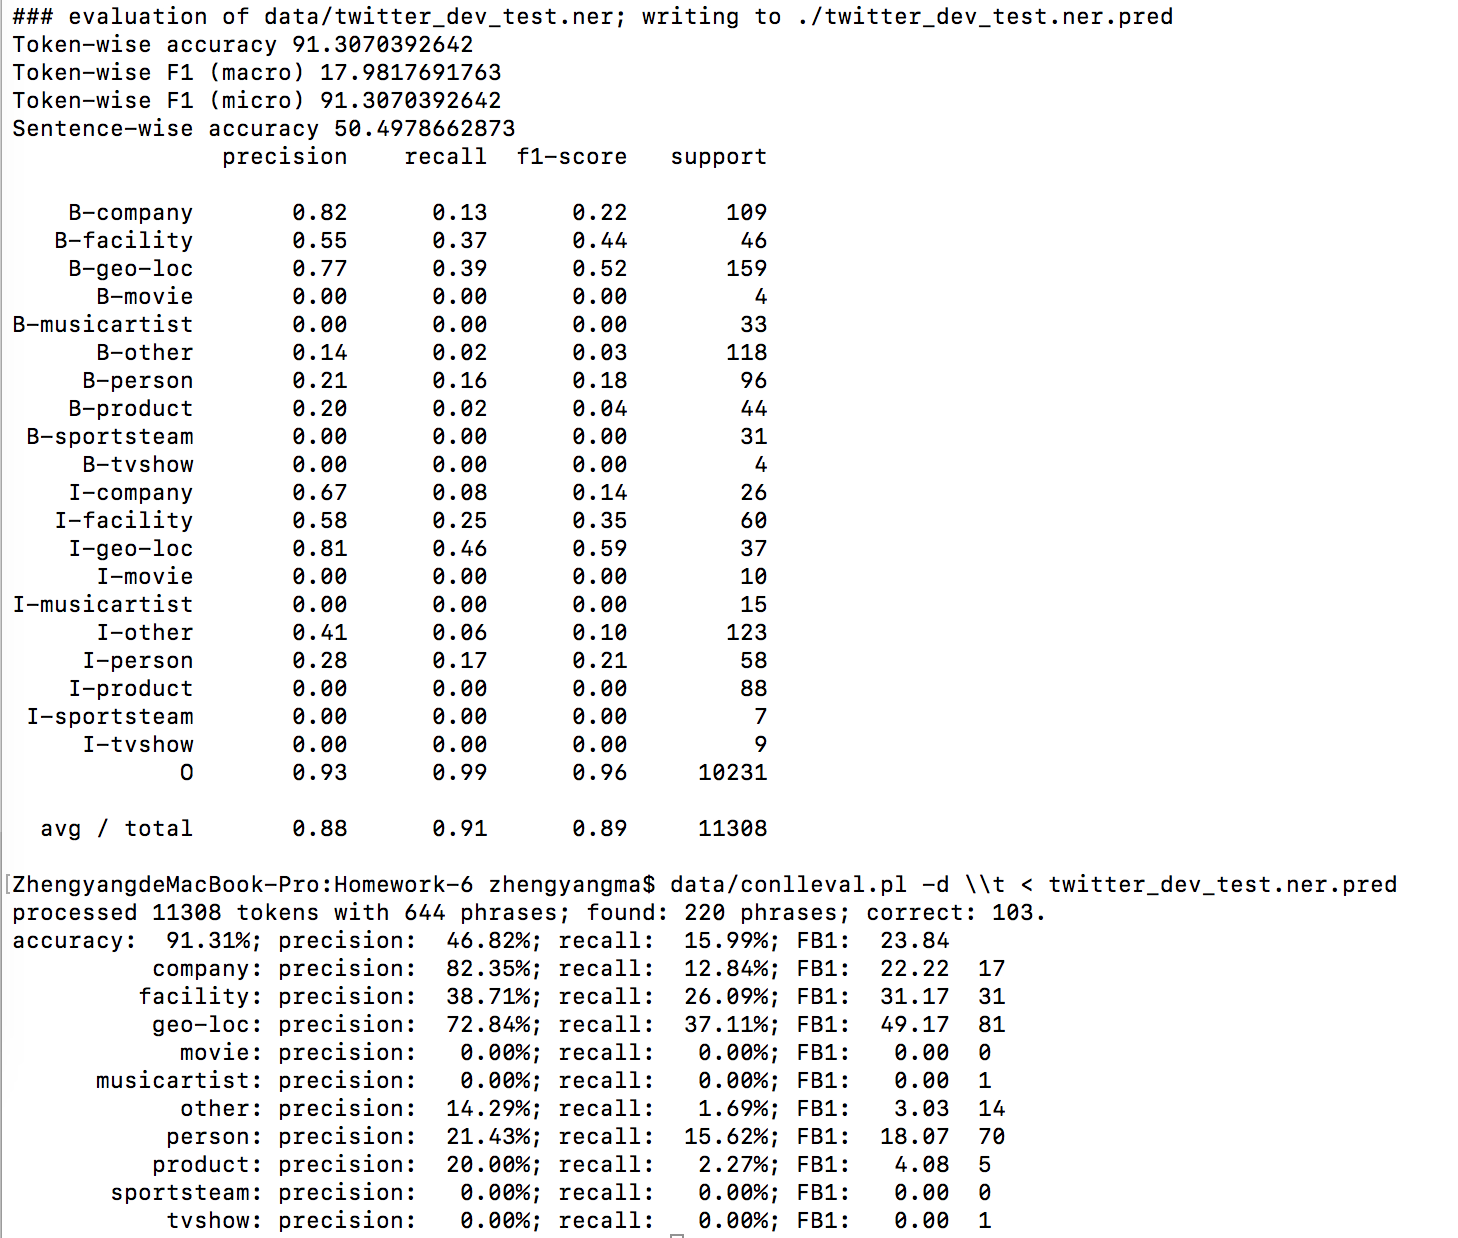 ### evaluation of data/twitter_dev_test.ner; writing to ./twitter_dev_test.ner.pred
Token-wise accuracy 91.3070392642
Token-wise F1 (macro) 17.9817691763
Token-wise F1 (micro) 91.3070392642
Sentence-wise accuracy 50.4978662873
               precision    recall  f1-score   support

    B-company       0.82      0.13      0.22       109
   B-facility       0.55      0.37      0.44        46
    B-geo-loc       0.77      0.39      0.52       159
      B-movie       0.00      0.00      0.00         4
B-musicartist       0.00      0.00      0.00        33
      B-other       0.14      0.02      0.03       118
     B-person       0.21      0.16      0.18        96
    B-product       0.20      0.02      0.04        44
 B-sportsteam       0.00      0.00      0.00        31
     B-tvshow       0.00      0.00      0.00         4
    I-company       0.67      0.08      0.14        26
   I-facility       0.58      0.25      0.35        60
    I-geo-loc       0.81      0.46      0.59        37
      I-movie       0.00      0.00      0.00        10
I-musicartist       0.00      0.00      0.00        15
      I-other       0.41      0.06      0.10       123
     I-person       0.28      0.17      0.21        58
    I-product       0.00      0.00      0.00        88
 I-sportsteam       0.00      0.00      0.00         7
     I-tvshow       0.00      0.00      0.00         9
            O       0.93      0.99      0.96     10231

  avg / total       0.88      0.91      0.89     11308

[ZhengyangdeMacBook-Pro:Homework-6 zhengyangma$ data/conlleval.pl -d \\t < twitter_dev_test.ner.pred
processed 11308 tokens with 644 phrases; found: 220 phrases; correct: 103.
accuracy:  91.31%; precision:  46.82%; recall:  15.99%; FB1:  23.84
          company: precision:  82.35%; recall:  12.84%; FB1:  22.22  17
         facility: precision:  38.71%; recall:  26.09%; FB1:  31.17  31
          geo-loc: precision:  72.84%; recall:  37.11%; FB1:  49.17  81
            movie: precision:   0.00%; recall:   0.00%; FB1:   0.00  0
      musicartist: precision:   0.00%; recall:   0.00%; FB1:   0.00  1
            other: precision:  14.29%; recall:   1.69%; FB1:   3.03  14
           person: precision:  21.43%; recall:  15.62%; FB1:  18.07  70
          product: precision:  20.00%; recall:   2.27%; FB1:   4.08  5
       sportsteam: precision:   0.00%; recall:   0.00%; FB1:   0.00  0
           tvshow: precision:   0.00%; recall:   0.00%; FB1:   0.00  1